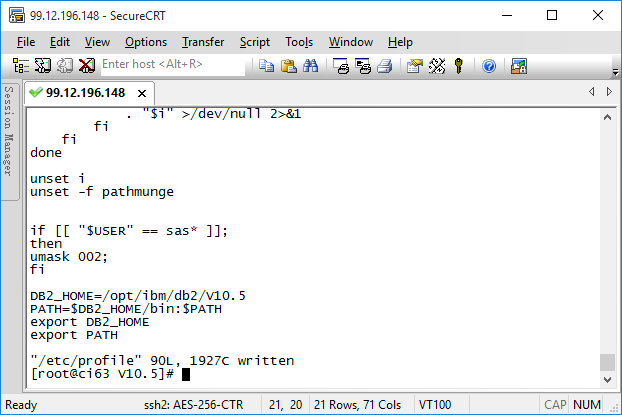 99.12.196.148 - SecureCRT
File Edit View Options Transfer Script Tools Window Help
Enter host <Alt+R>
Session Manager
99.12.196.148
. "$i" >/dev/null 2>&1
fi
fi
done
unset i
unset -f pathmunge
if [[ "$USER" == sas* ]];
then
umask 002;
fi
DB2_HOME=/opt/ibm/db2/V10.5
PATH=$DB2_HOME/bin:$PATH
export DB2_HOME
export PATH
"/etc/profile" 90L, 1927C written
[root@ci63 V10.5]#
Ready ssh2: AES-256-CTR 21, 20 21 Rows, 71 Cols VT100 CAP NUM